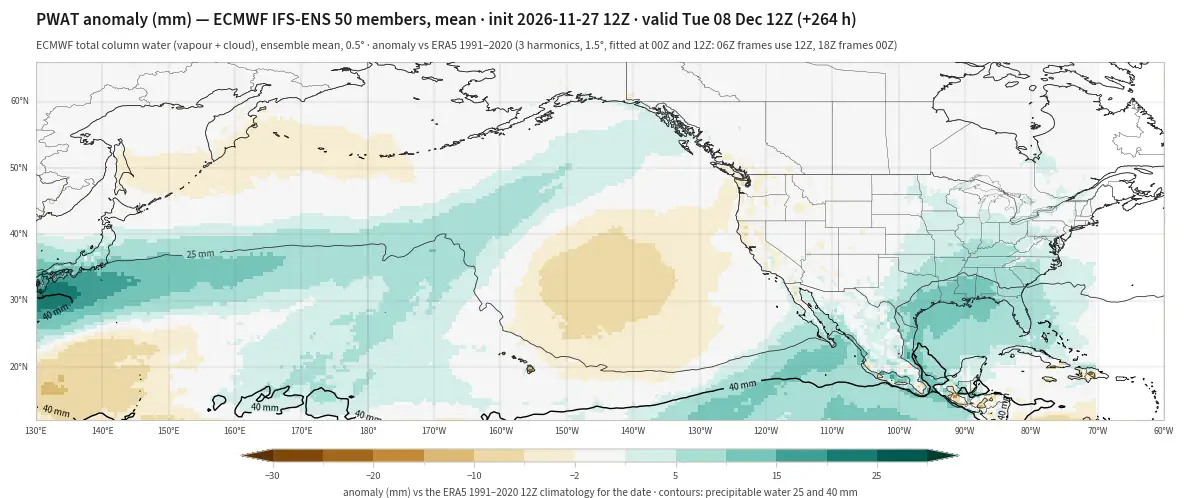 PWAT anomaly (mm) — ECMWF IFS-ENS 50 members, mean · init 2026-11-27 12Z · valid Tue 08 Dec 12Z (+264 h)
ECMWF total column water (vapour + cloud), ensemble mean, 0.5° · anomaly vs ERA5 1991–2020 (3 harmonics, 1.5°, fitted at 00Z and 12Z: 06Z frames use 12Z, 18Z frames 00Z)
60°N
50°N
40°N
25 mm
30°N
40 mm
20°N
40 mm
40 mm
40 mm
40 mm
40 mm
130°E 140°E 150°E 160°E 170°E 180° 170°W 160°W 150°W 140°W 130°W 120°W 110°W 100°W 90°W 80°W 70°W 60°W
−30 −20 −10 −2 5 15 25
anomaly (mm) vs the ERA5 1991–2020 12Z climatology for the date · contours: precipitable water 25 and 40 mm